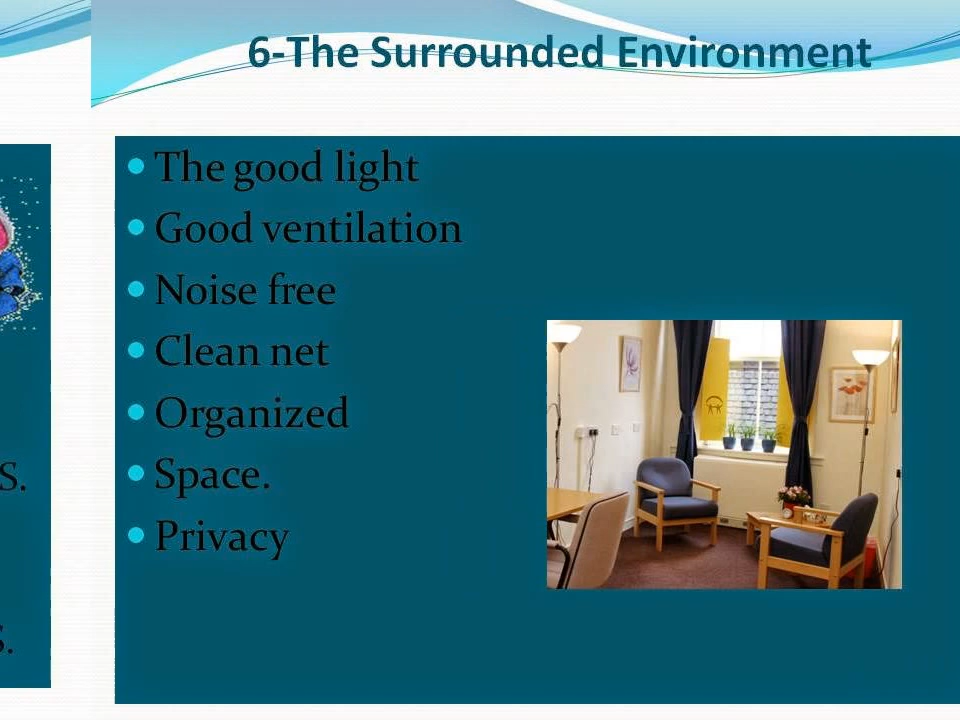 6-The Surrounded Environment
The good light
Good ventilation
Noise free
Clean net
Organized
Space.
Privacy
s.
s.